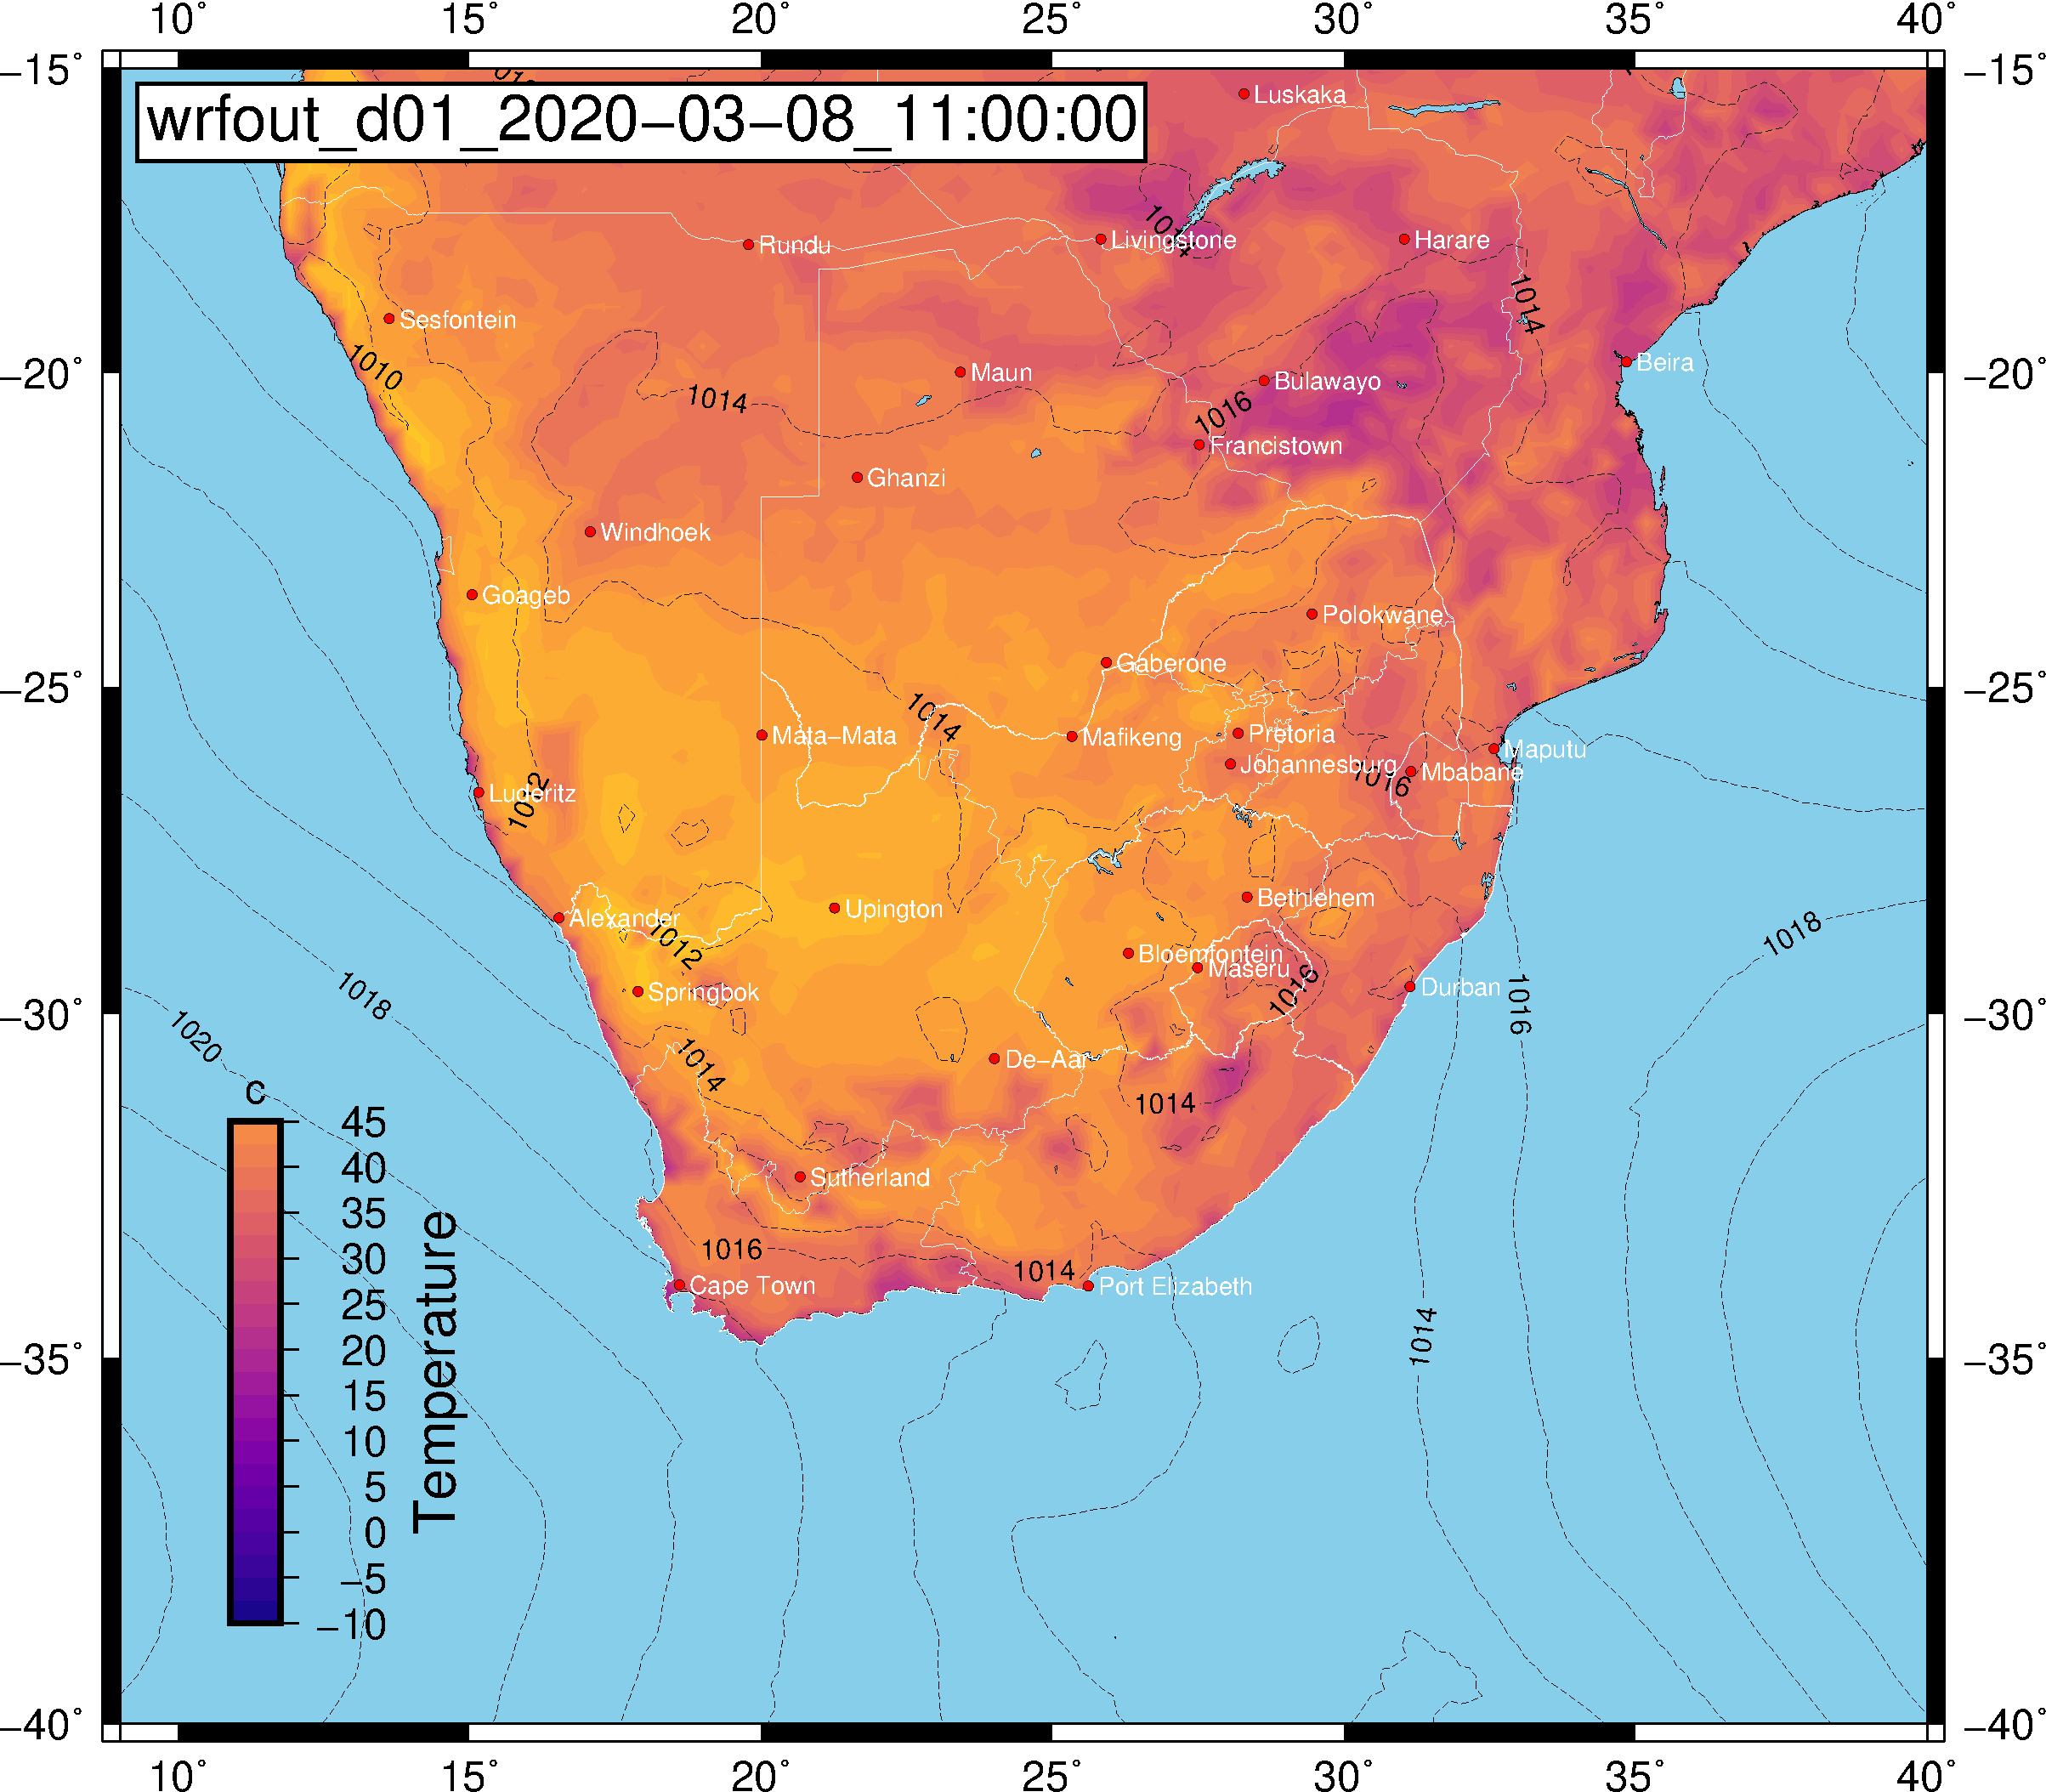 10° 15° 20° 25° 30° 35° 40°
−15° −15°
wrfout_d01_2020−03−08_11:00:00
Luskaka
1014
Rundu
Livingstone
Harare
Sesfontein
1014
1010
Maun
Beira
−20° −20°
Bulawayo
1014
1016
Francistown
Ghanzi
Windhoek
Goageb
Polokwane
Gaberone
−25° −25°
1014
Mata−Mata
Mafikeng
Pretoria
Johannesburg
Maputu
Mbabane
1016
Luderitz
1012
Bethlehem
Upington
Alexander
1018
1012
Bloemfontein
Maseru
1016
Springbok
Durban
1018
1016
−30° −30°
1020
De−Aar
1014
1014
C
45
40
35
30
25
20
15
10
5
0
−5
−10
Temperature
Sutherland
1016
1014
Cape Town
Port Elizabeth
1014
−35° −35°
−40° −40°
10° 15° 20° 25° 30° 35° 40°